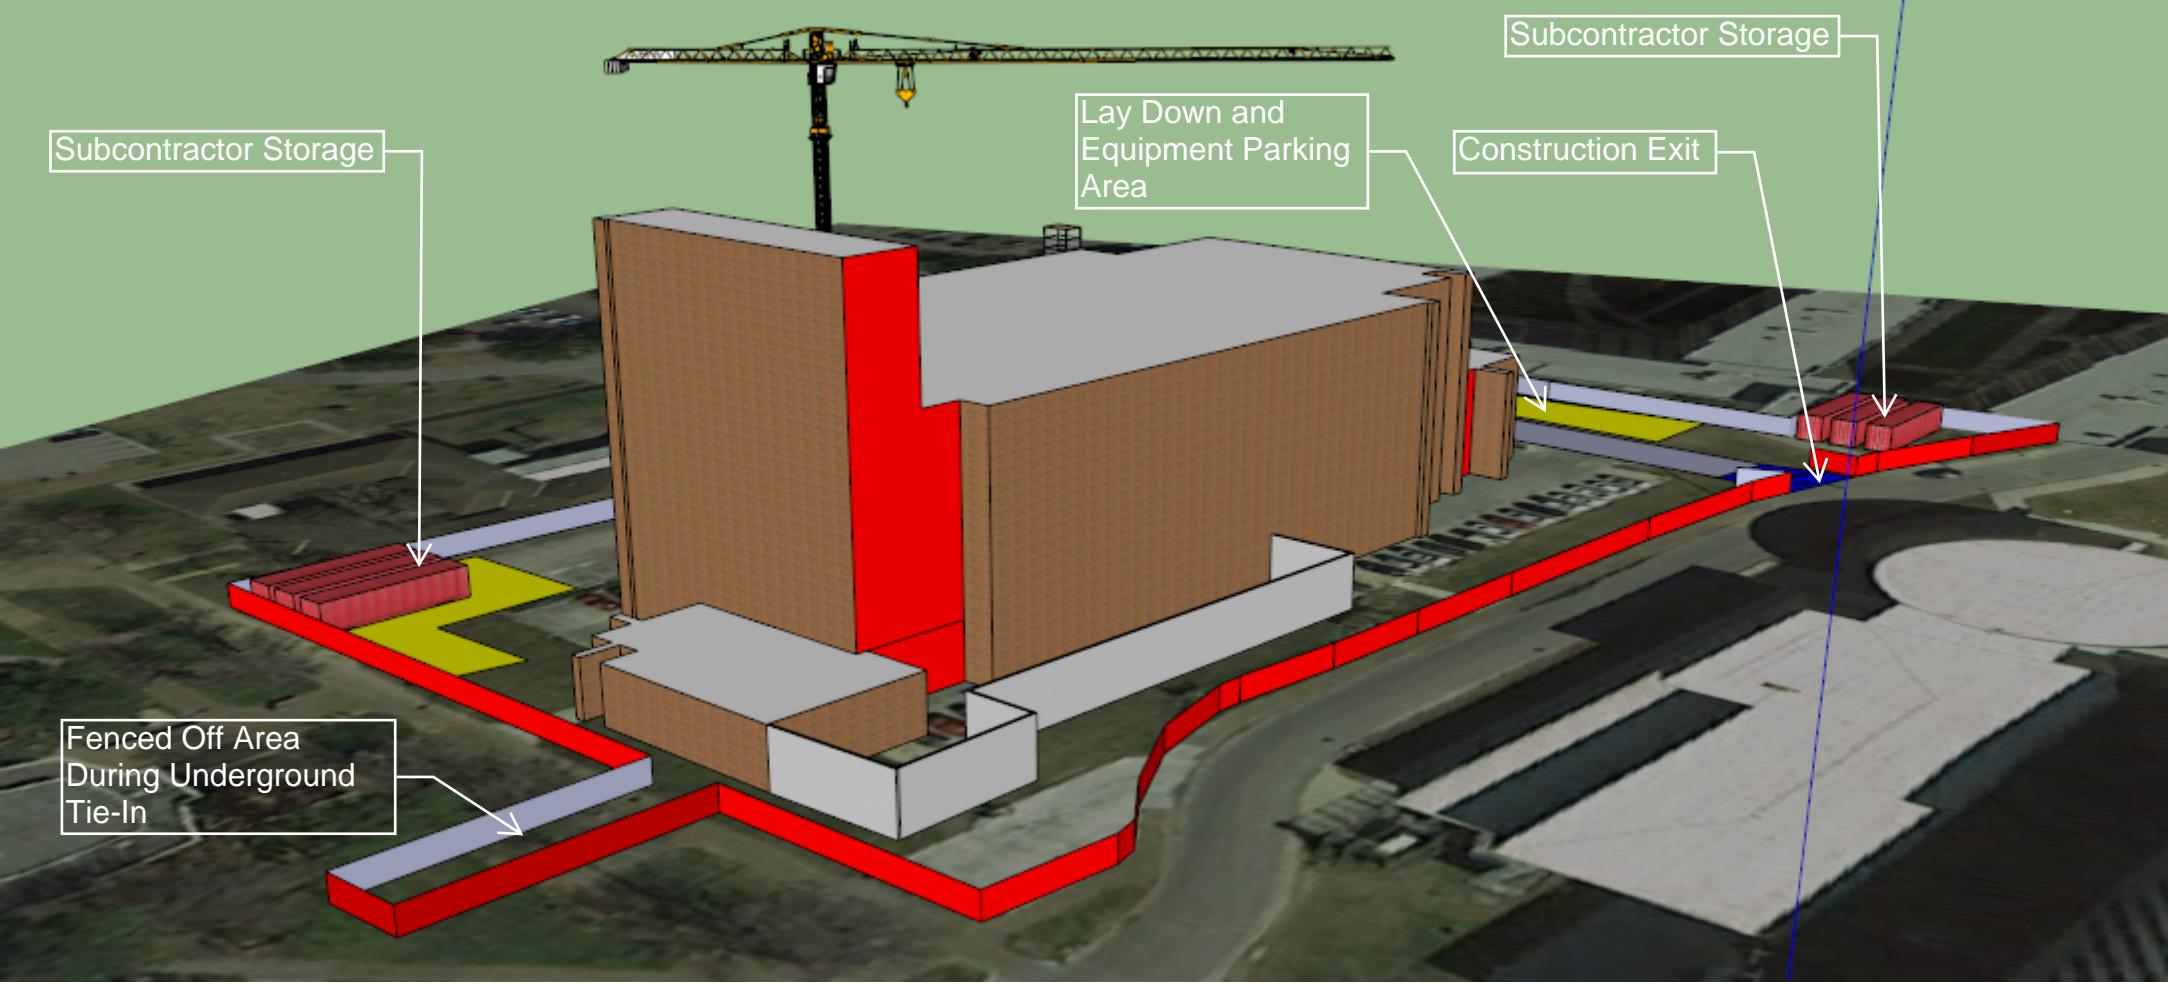 Subcontractor Storage
Lay Down and
Equipment Parking
Area
Subcontractor Storage
Construction Exit
Fenced Off Area
During Underground
Tie-In